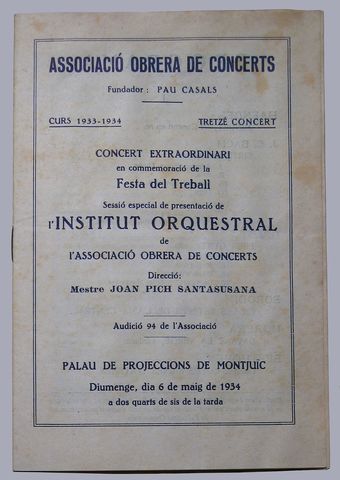 ASSOCIACIÓ OBRERA DE CONCERTS
Fundador: PAU CASALS
CURS 1933-1934 TRETZÈ CONCERT
CONCERT EXTRAORDINARI
en commemoració de la
Festa del Treball
Sessió especial de presentació de
l'INSTITUT ORQUESTRAL
de
l'ASSOCIACIÓ OBRERA DE CONCERTS
Direcció:
Mestre JOAN PICH SANTASUSANA
Audició 94 de l'Associació
PALAU DE PROJECCIONS DE MONTJUÏC
Diumenge, dia 6 de maig de 1934
a dos quarts de sis de la tarda